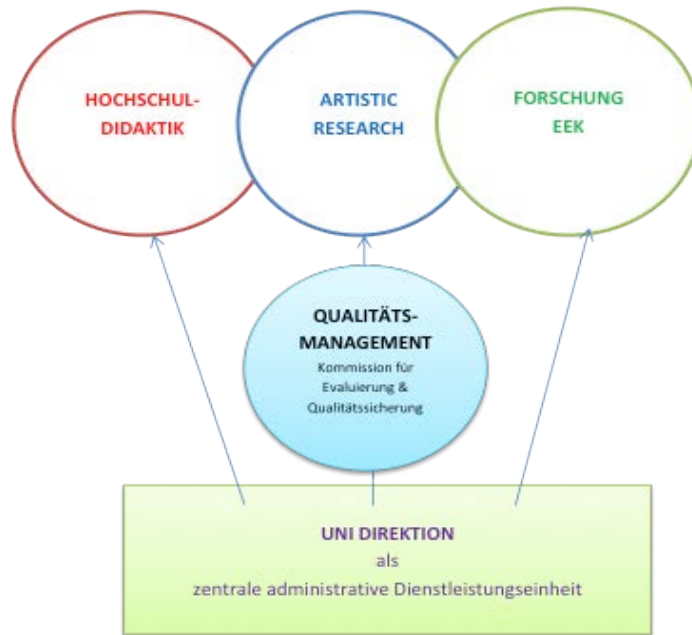 HOCHSCHUL-
DIDAKTIK
ARTISTIC
RESEARCH
FORSCHUNG
EEK
QUALITÄTS-
MANAGEMENT
Kommission für
Evaluierung &
Qualitätssicherung
UNI DIREKTION
als
zentrale administrative Dienstleistungseinheit